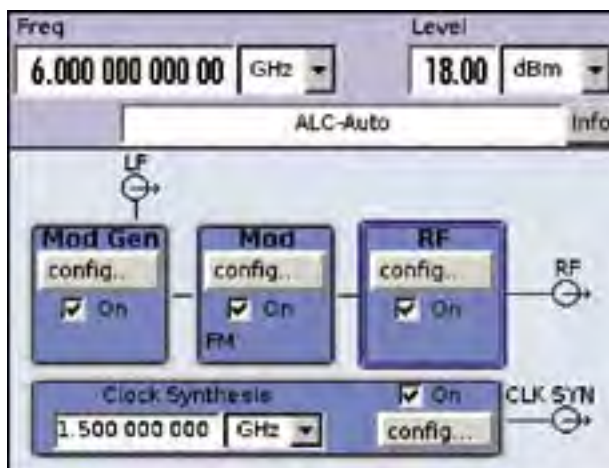 Freq Level
6.000 000 000 00 GHz 18.00 dBm
ALC-Auto Info
LF
Mod Gen Mod RF
config.. config... config... RF
On On On
FM
Clock Synthesis On CLK SYN
1.500 000 000 GHz config...